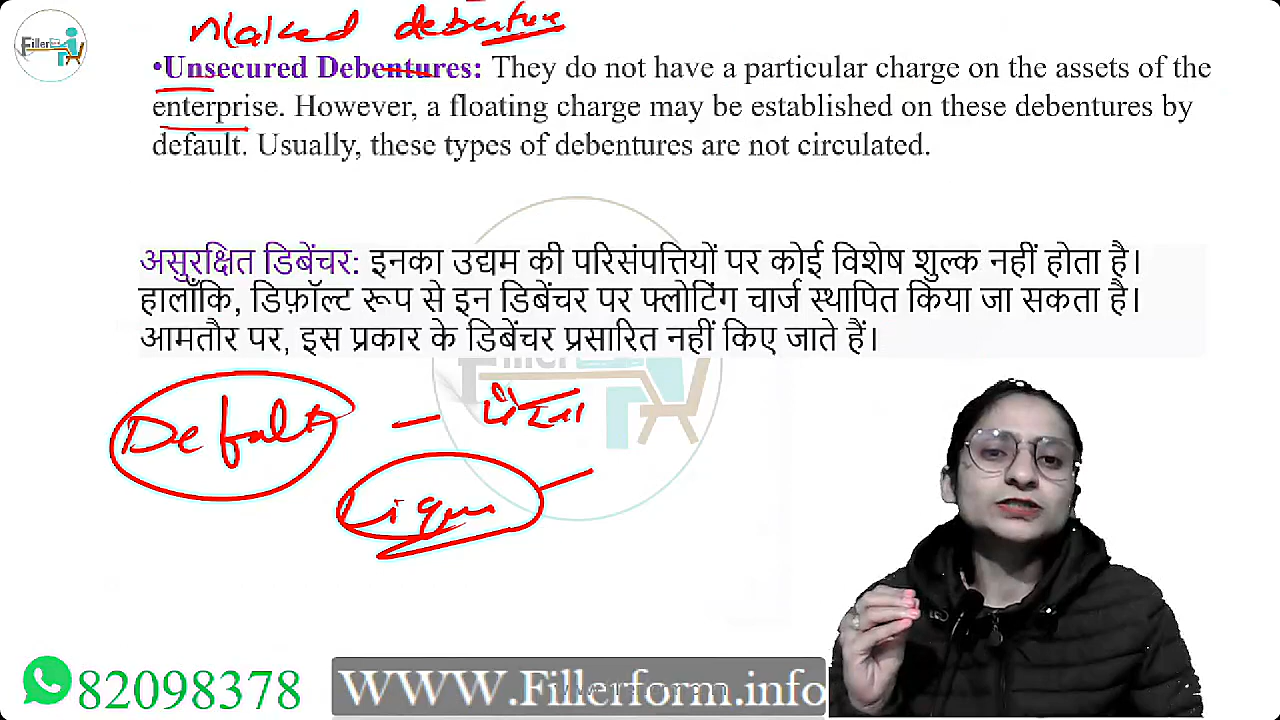 Filler
debenture
•Unsecured Debentures: They do not have a particular charge on the assets of the
enterprise. However, a floating charge may be established on these debentures by
default. Usually, these types of debentures are not circulated.
असुरक्षित डिबेंचर: इनका उद्यम की परिसंपत्तियों पर कोई विशेष शुल्क नहीं होता है।
हालाँकि, डिफ़ॉल्ट रूप से इन डिबेंचर पर फ्लोटिंग चार्ज स्थापित किया जा सकता है।
आमतौर पर, इस प्रकार के डिबेंचर प्रसारित नहीं किए जाते हैं।
Filler
Default
82098378
WWW.Fillerform.info